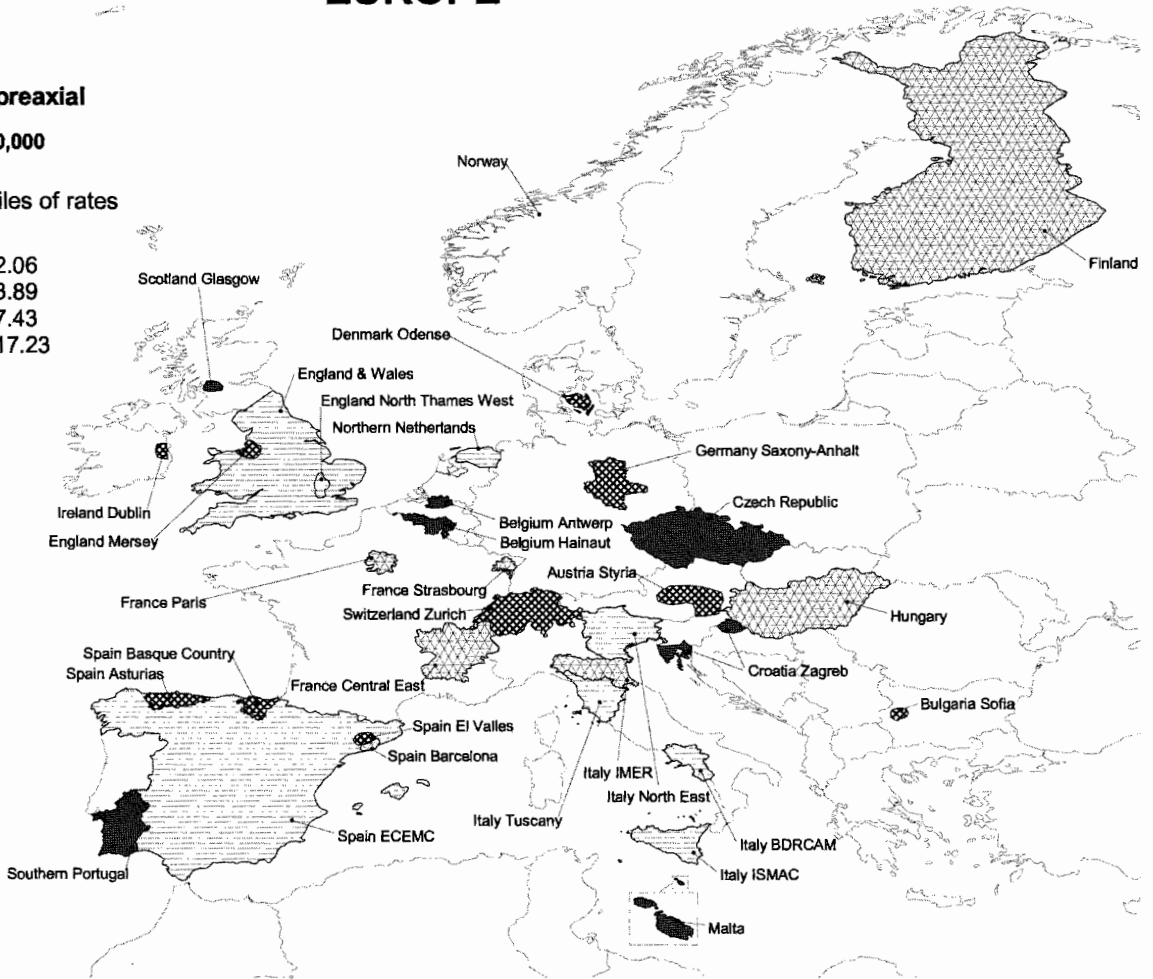 EUROPE
preaxial
0,000
iles of rates
2.06
3.89
7.43
17.23
Norway
Finland
Scotland Glasgow
Denmark Odense
England & Wales
England North Thames West
Northern Netherlands
Germany Saxony-Anhalt
Czech Republic
Ireland Dublin
Belgium Antwerp
England Mersey
Belgium Hainaut
Austria Styria
France Strasbourg
France Paris
Switzerland Zurich
Hungary
Spain Basque Country
Spain Asturias
Croatia Zagreb
France Central East
Bulgaria Sofia
Spain El Valles
Spain Barcelona
Italy IMER
Italy North East
Italy Tuscany
Spain ECEMC
Italy BDRCAM
Southern Portugal
Italy ISMAC
Malta